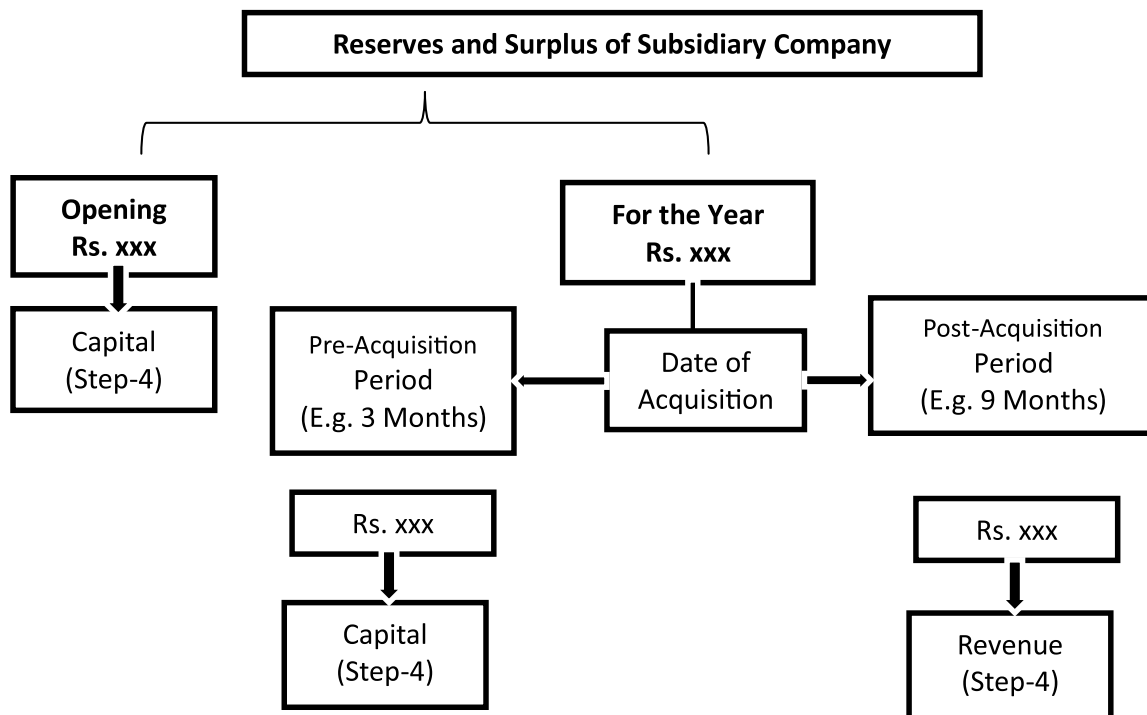 Reserves and Surplus of Subsidiary Company
Opening
Rs. xxx
For the Year
Rs. xxx
Capital
(Step-4)
Pre-Acquisition
Period
(E.g. 3 Months)
Date of
Acquisition
Post-Acquisition
Period
(E.g. 9 Months)
Rs. xxx
Rs. xxx
Capital
(Step-4)
Revenue
(Step-4)